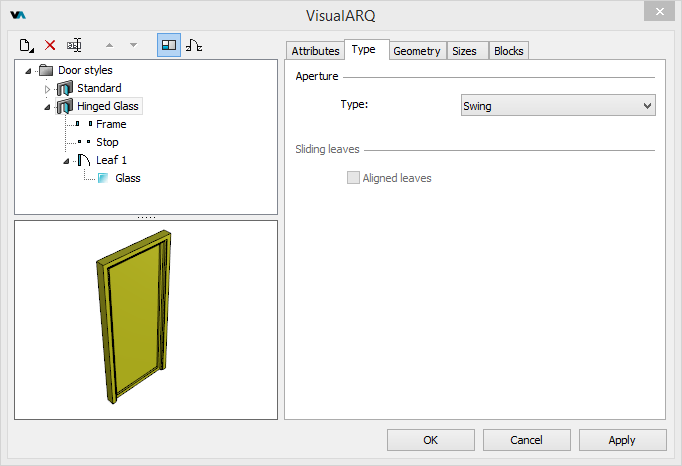 VisualARQ
Attributes Type Geometry Sizes Blocks
Door styles
Standard
Hinged Glass
Frame
Stop
Leaf 1
Glass
Aperture
Type: Swing
Sliding leaves
Aligned leaves
OK Cancel Apply